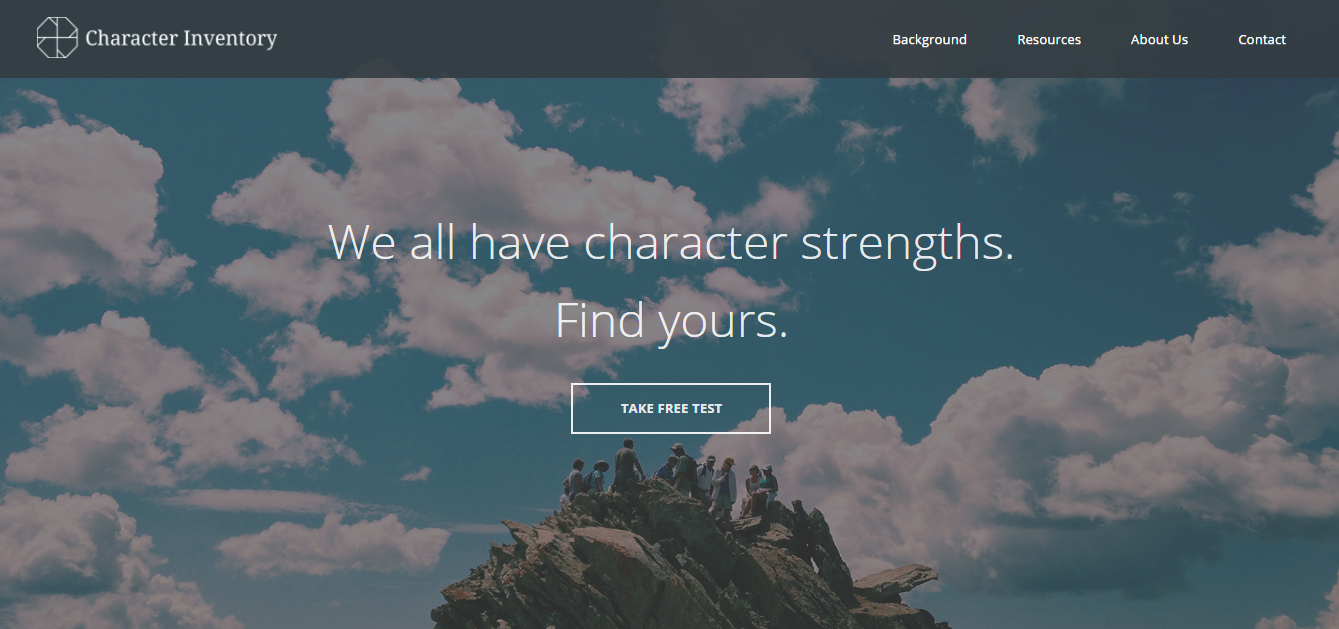 Character Inventory
Background
Resources
About Us
Contact
We all have character strengths.
Find yours.
TAKE FREE TEST